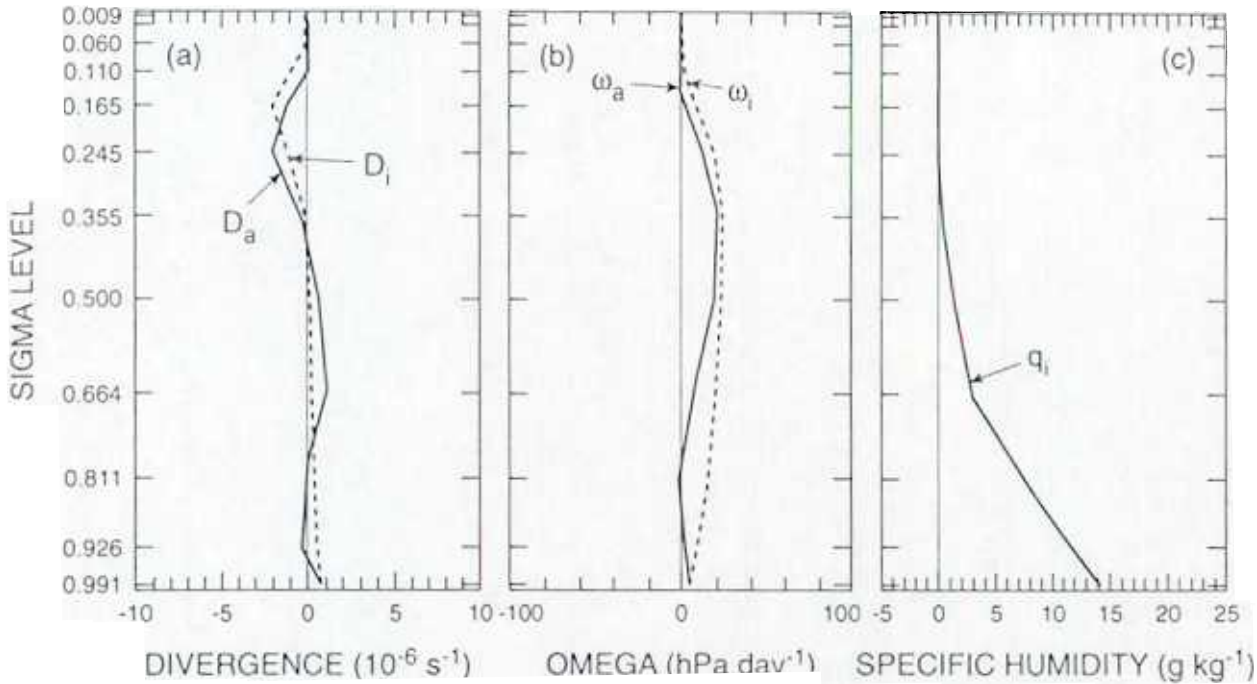 0.009
0.060
0.110
0.165
0.245
0.355
0.500
0.664
0.811
0.926
0.991
SIGMA LEVEL
(a)
D_i
D_a
-10 -5 0 5 10
DIVERGENCE (10⁻⁶ s⁻¹)
(b)
ω_a
ω_i
-100 0 100
OMEGA (hPa day⁻¹)
(c)
q_i
-5 0 5 10 15 20 25
SPECIFIC HUMIDITY (g kg⁻¹)